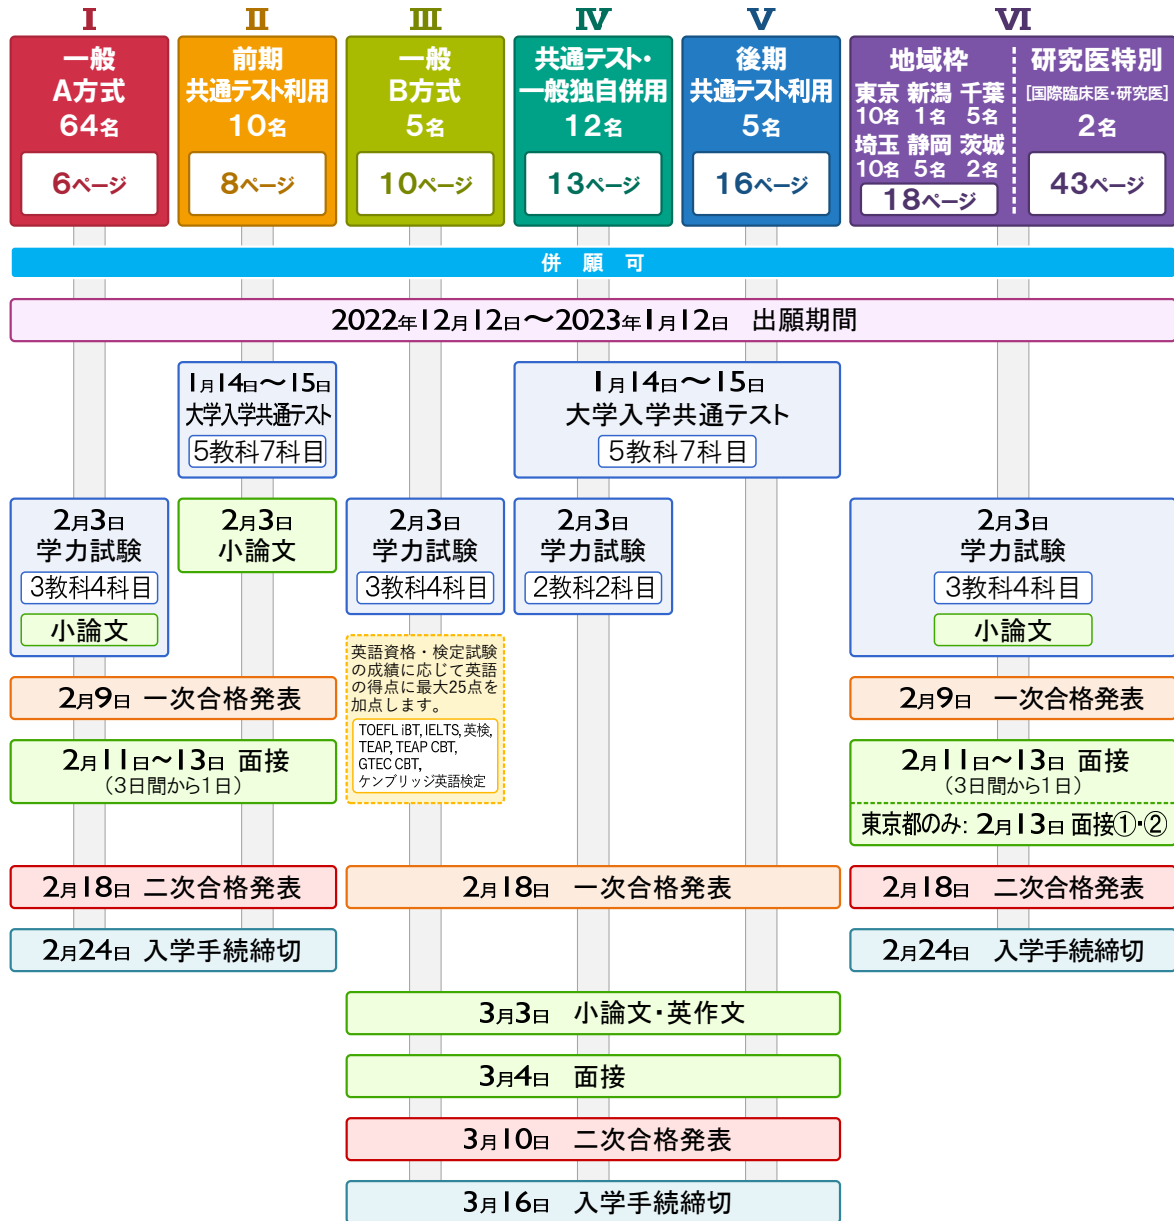 I
II
III
IV
V
VI
一般
A方式
64名
6ページ
前期
共通テスト利用
10名
8ページ
一般
B方式
5名
10ページ
共通テスト・
一般独自併用
12名
13ページ
後期
共通テスト利用
5名
16ページ
地域枠
東京 新潟 千葉
10名 1名 5名
埼玉 静岡 茨城
10名 5名 2名
18ページ
研究医特別
[国際臨床医・研究医]
2名
43ページ
併願可
2022年12月12日〜2023年1月12日 出願期間
1月14日〜15日
大学入学共通テスト
5教科7科目
1月14日〜15日
大学入学共通テスト
5教科7科目
2月3日
学力試験
3教科4科目
小論文
2月3日
小論文
2月3日
学力試験
3教科4科目
2月3日
学力試験
2教科2科目
2月3日
学力試験
3教科4科目
小論文
英語資格・検定試験
の成績に応じて英語
の得点に最大25点を
加点します。
TOEFL iBT, IELTS, 英検,
TEAP, TEAP CBT,
GTEC CBT,
ケンブリッジ英語検定
2月9日 一次合格発表
2月9日 一次合格発表
2月11日〜13日 面接
（3日間から1日）
2月11日〜13日 面接
（3日間から1日）
東京都のみ：2月13日 面接①・②
2月18日 二次合格発表
2月18日 一次合格発表
2月18日 二次合格発表
2月24日 入学手続締切
2月24日 入学手続締切
3月3日 小論文・英作文
3月4日 面接
3月10日 二次合格発表
3月16日 入学手続締切